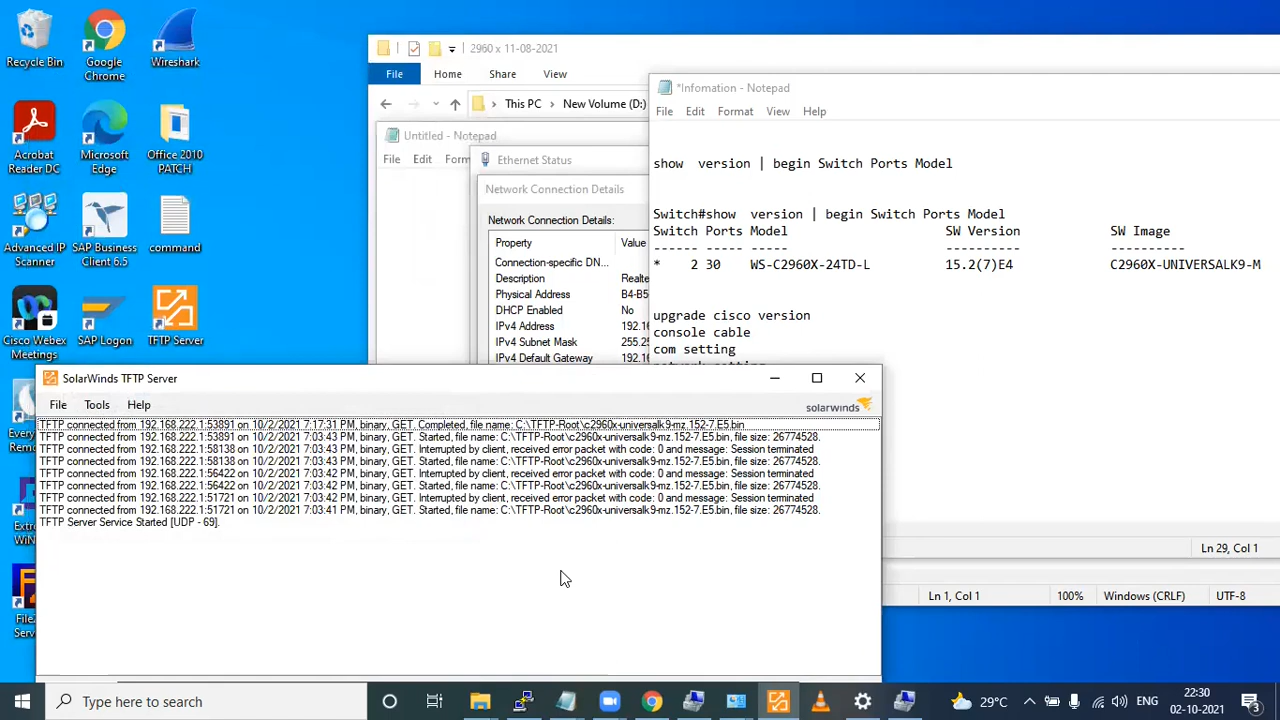 Recycle Bin
Google Chrome
Wireshark
Acrobat Reader DC
Microsoft Edge
Office 2010 PATCH
Advanced IP Scanner
SAP Business Client 6.5
command
Cisco Webex Meetings
SAP Logon
TFTP Server
Every
Extr
WiN
File
Serv
2960 x 11-08-2021
File Home Share View
This PC New Volume (D:)
Untitled - Notepad
File Edit Form
Ethernet Status
Network Connection Details
Network Connection Details:
Property Value
Connection-specific DN...
Description Realte
Physical Address B4-B5
DHCP Enabled No
IPv4 Address 192.16
IPv4 Subnet Mask 255.25
IPv4 Default Gateway 192.16
*Infomation - Notepad
File Edit Format View Help
show version | begin Switch Ports Model
Switch#show version | begin Switch Ports Model
Switch Ports Model SW Version SW Image
------ ----- ----- ---------- ----------
* 2 30 WS-C2960X-24TD-L 15.2(7)E4 C2960X-UNIVERSALK9-M
upgrade cisco version
console cable
com setting
Ln 29, Col 1
Ln 1, Col 1 100% Windows (CRLF) UTF-8
SolarWinds TFTP Server
File Tools Help
solarwinds
TFTP connected from 192.168.222.1:53891 on 10/2/2021 7:17:31 PM, binary, GET. Completed, file name: C:\TFTP-Root\c2960x-universalk9-mz.152-7.E5.bin
TFTP connected from 192.168.222.1:53891 on 10/2/2021 7:03:43 PM, binary, GET. Started, file name: C:\TFTP-Root\c2960x-universalk9-mz.152-7.E5.bin, file size: 26774528.
TFTP connected from 192.168.222.1:58138 on 10/2/2021 7:03:43 PM, binary, GET. Interrupted by client, received error packet with code: 0 and message: Session terminated
TFTP connected from 192.168.222.1:58138 on 10/2/2021 7:03:43 PM, binary, GET. Started, file name: C:\TFTP-Root\c2960x-universalk9-mz.152-7.E5.bin, file size: 26774528.
TFTP connected from 192.168.222.1:56422 on 10/2/2021 7:03:42 PM, binary, GET. Interrupted by client, received error packet with code: 0 and message: Session terminated
TFTP connected from 192.168.222.1:56422 on 10/2/2021 7:03:42 PM, binary, GET. Started, file name: C:\TFTP-Root\c2960x-universalk9-mz.152-7.E5.bin, file size: 26774528.
TFTP connected from 192.168.222.1:51721 on 10/2/2021 7:03:42 PM, binary, GET. Interrupted by client, received error packet with code: 0 and message: Session terminated
TFTP connected from 192.168.222.1:51721 on 10/2/2021 7:03:41 PM, binary, GET. Started, file name: C:\TFTP-Root\c2960x-universalk9-mz.152-7.E5.bin, file size: 26774528.
TFTP Server Service Started [UDP - 69].
Type here to search
29°C
ENG
22:30
02-10-2021
3